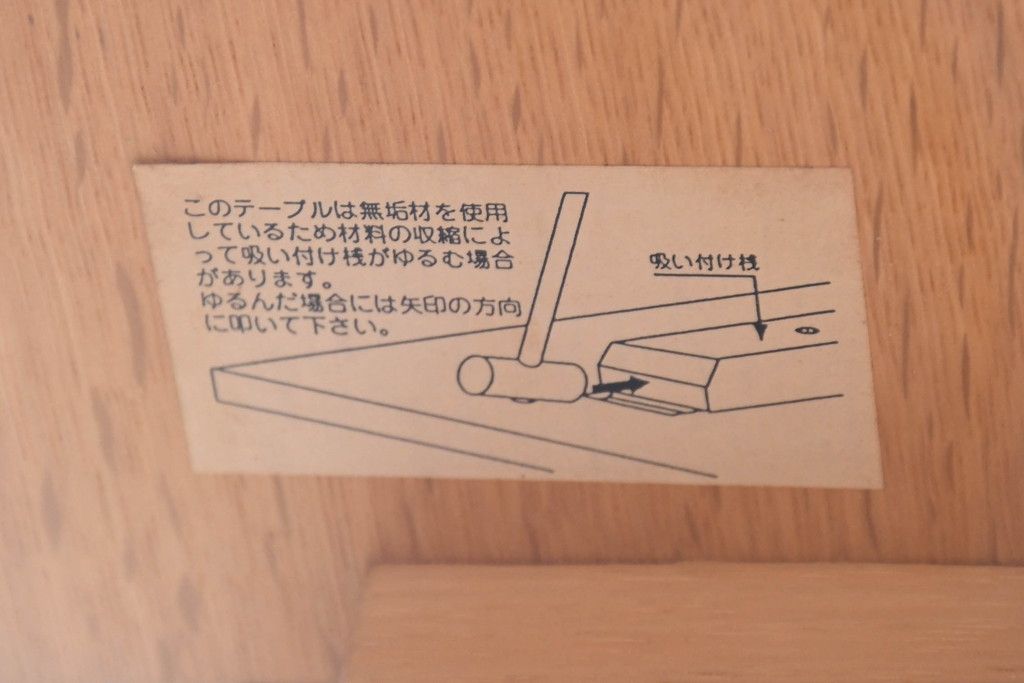 このテーブルは無垢材を使用
しているため材料の収縮によ
って吸い付け桟がゆるむ場合
があります。
ゆるんだ場合には矢印の方向
に叩いて下さい。
吸い付け桟